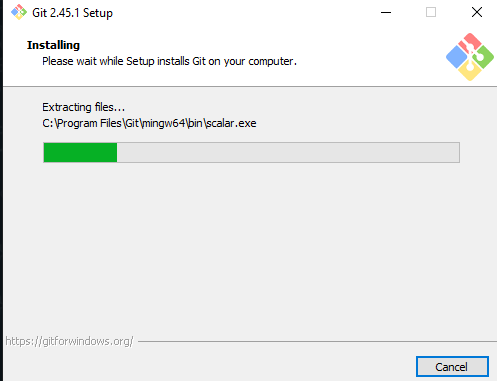 Git 2.45.1 Setup
Installing
Please wait while Setup installs Git on your computer.
Extracting files...
C:\Program Files\Git\mingw64\bin\scalar.exe
https://gitforwindows.org/
Cancel